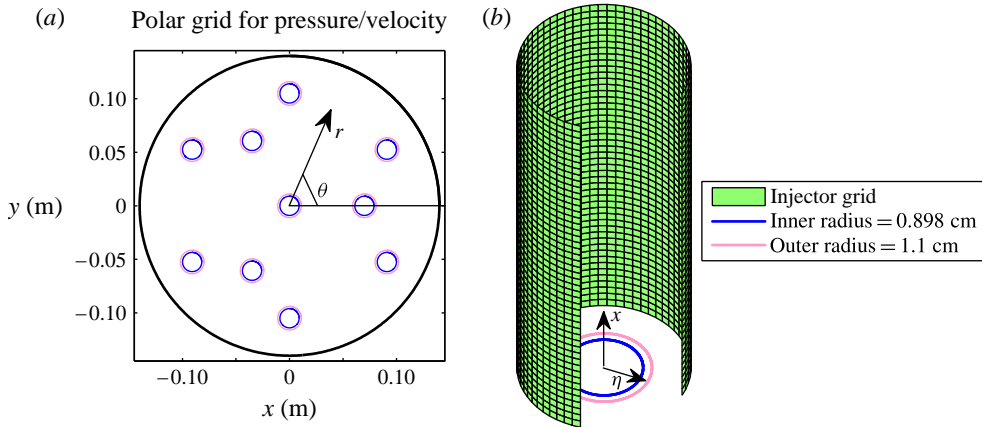 (a) Polar grid for pressure/velocity
0.10
0.05
0
−0.05
−0.10
y (m)
r
θ
−0.10 0 0.10
x (m)
(b)
x
η
Injector grid
Inner radius = 0.898 cm
Outer radius = 1.1 cm